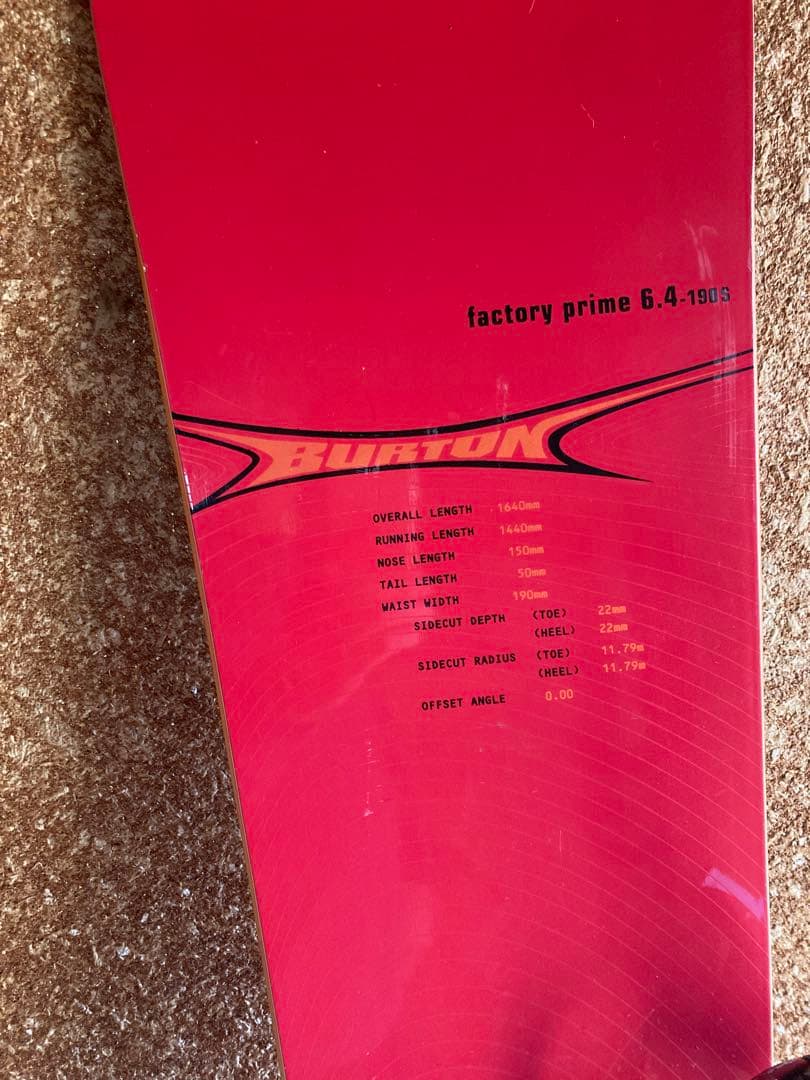 factory prime 6.4-190s
BURTON
OVERALL LENGTH 1640mm
RUNNING LENGTH 1440mm
NOSE LENGTH 150mm
TAIL LENGTH 50mm
WAIST WIDTH 190mm
SIDECUT DEPTH (TOE) 22mm
(HEEL) 22mm
SIDECUT RADIUS (TOE) 11.79m
(HEEL) 11.79m
OFFSET ANGLE 0.00